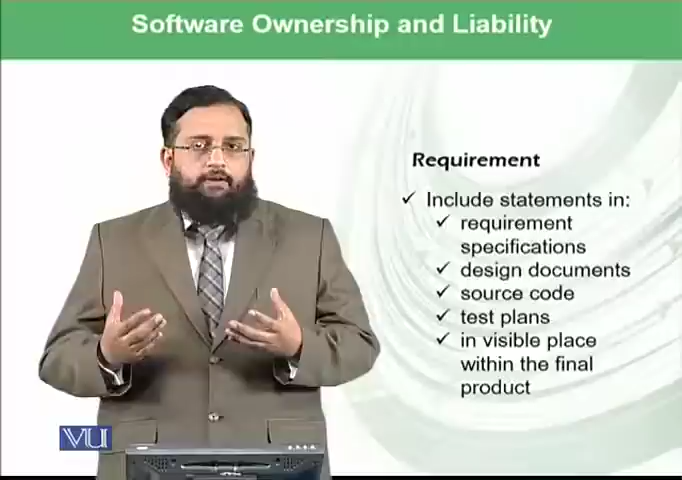 Software Ownership and Liability
Requirement
✓ Include statements in:
✓ requirement
specifications
✓ design documents
✓ source code
✓ test plans
✓ in visible place
within the final
product
VU